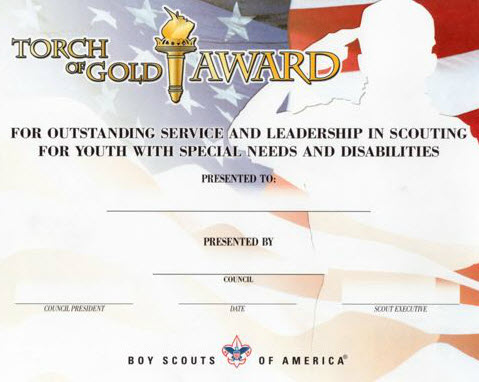 TORCH OF GOLD AWARD
FOR OUTSTANDING SERVICE AND LEADERSHIP IN SCOUTING
FOR YOUTH WITH SPECIAL NEEDS AND DISABILITIES
PRESENTED TO:
PRESENTED BY
COUNCIL
COUNCIL PRESIDENT DATE SCOUT EXECUTIVE
BOY SCOUTS OF AMERICA®